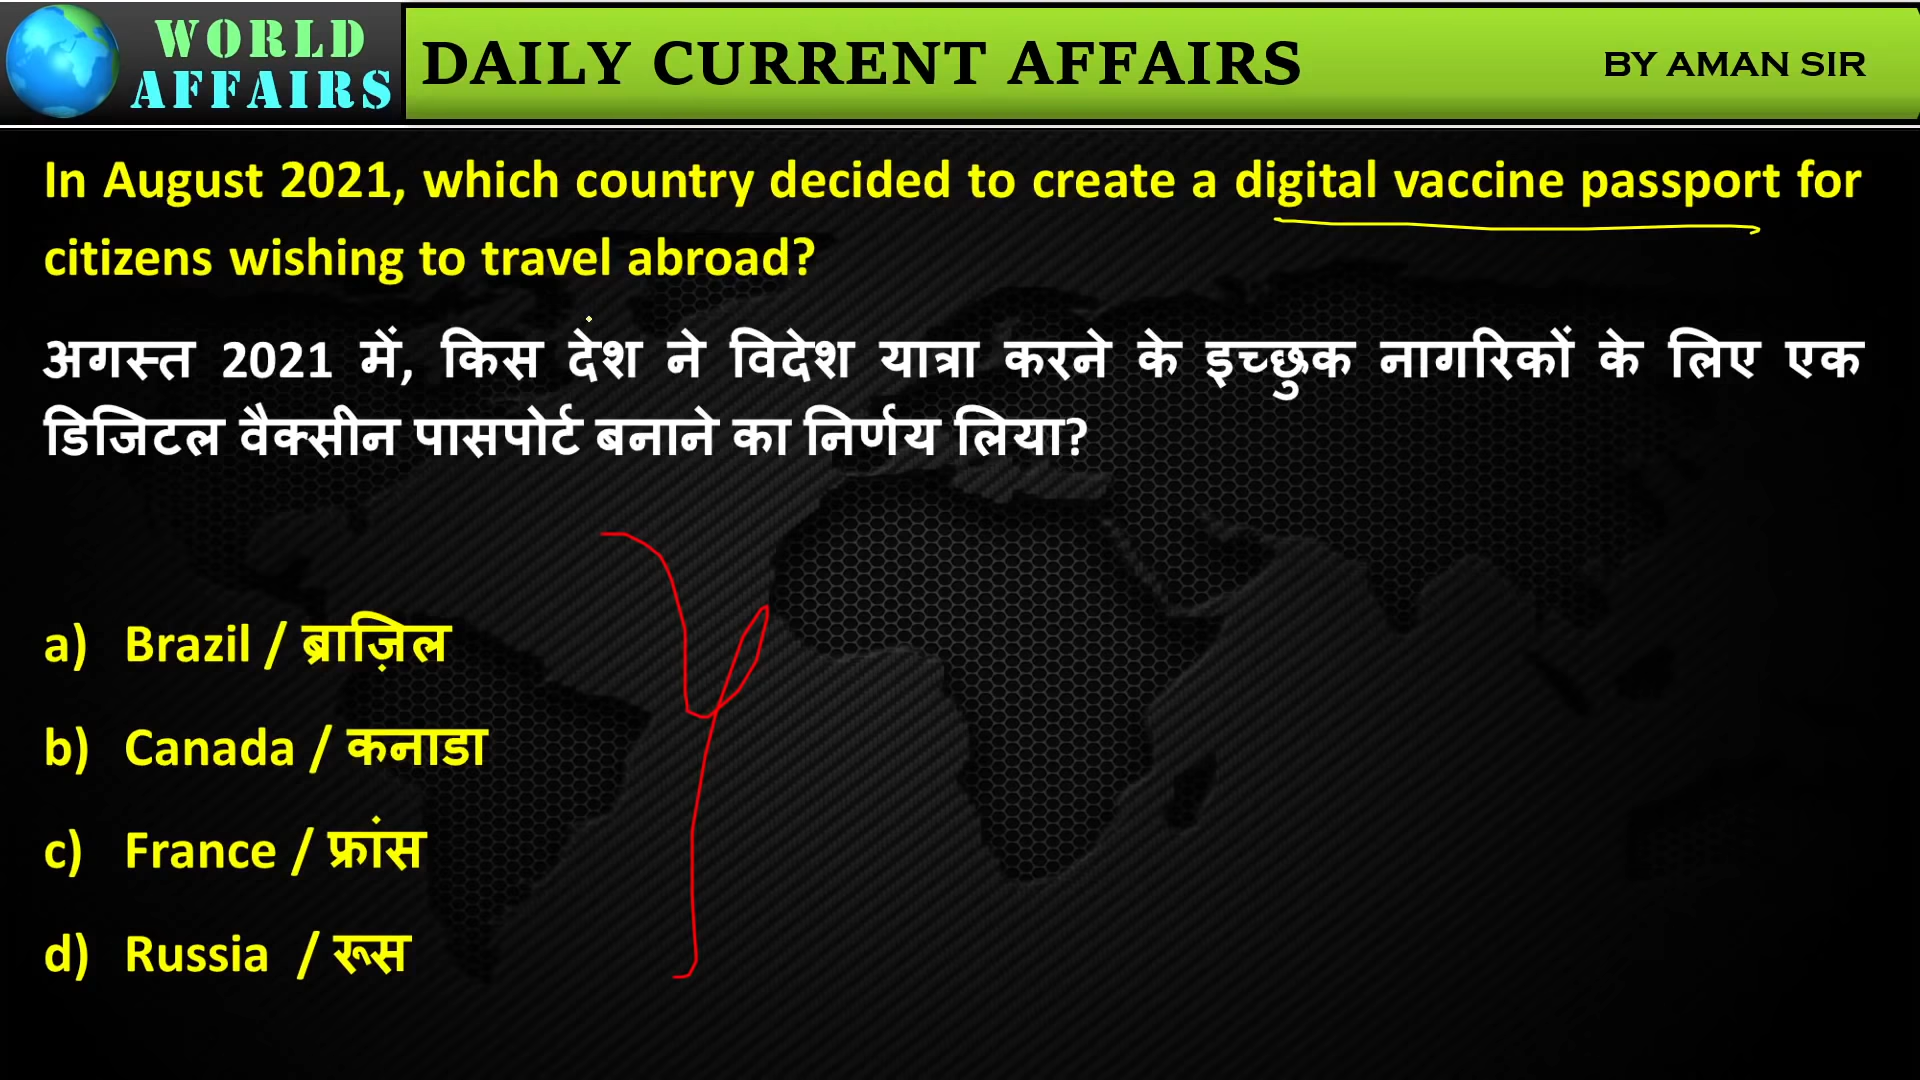 WORLD
AFFAIRS
DAILY CURRENT AFFAIRS
BY AMAN SIR
In August 2021, which country decided to create a digital vaccine passport for
citizens wishing to travel abroad?
अगस्त 2021 में, किस देश ने विदेश यात्रा करने के इच्छुक नागरिकों के लिए एक
डिजिटल वैक्सीन पासपोर्ट बनाने का निर्णय लिया?
a) Brazil / ब्राज़िल
b) Canada / कनाडा
c) France / फ्रांस
d) Russia / रूस